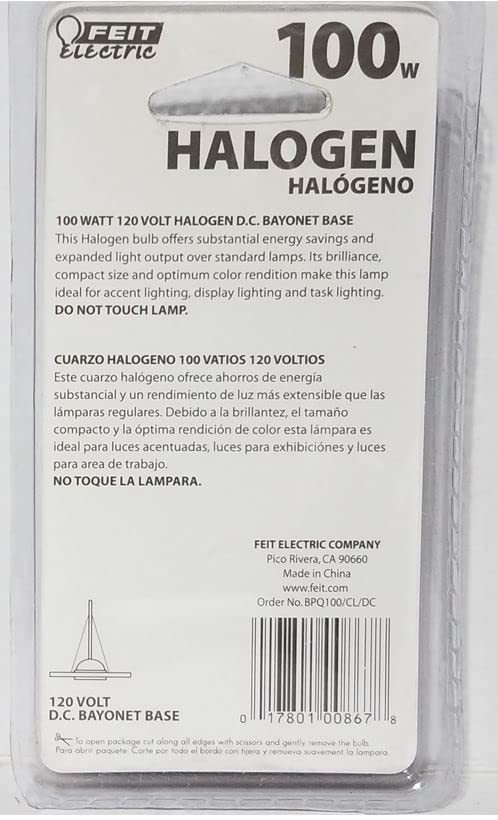 FEIT
ELECTRIC
100W
HALOGEN
HALÓGENO
100 WATT 120 VOLT HALOGEN D.C. BAYONET BASE
This Halogen bulb offers substantial energy savings and
expanded light output over standard lamps. Its brilliance,
compact size and optimum color rendition make this lamp
ideal for accent lighting, display lighting and task lighting.
DO NOT TOUCH LAMP.
CUARZO HALOGENO 100 VATIOS 120 VOLTIOS
Este cuarzo halógeno ofrece ahorros de energía
substancial y un rendimiento de luz más extensible que las
lámparas regulares. Debido a la brillantez, el tamaño
compacto y la óptima rendición de color esta lámpara es
ideal para luces acentuadas, luces para exhibiciónes y luces
para area de trabajo.
NO TOQUE LA LAMPARA.
FEIT ELECTRIC COMPANY
Pico Rivera, CA 90660
Made in China
www.feit.com
Order No. BPQ100/CL/DC
120 VOLT
D.C. BAYONET BASE
0 17801 00867 8
To open package cut along all edges with scissors and gently remove the bulb.
Para abrir paquete: Corte por todo el bordo con tijera y remueva suavement la lampara.